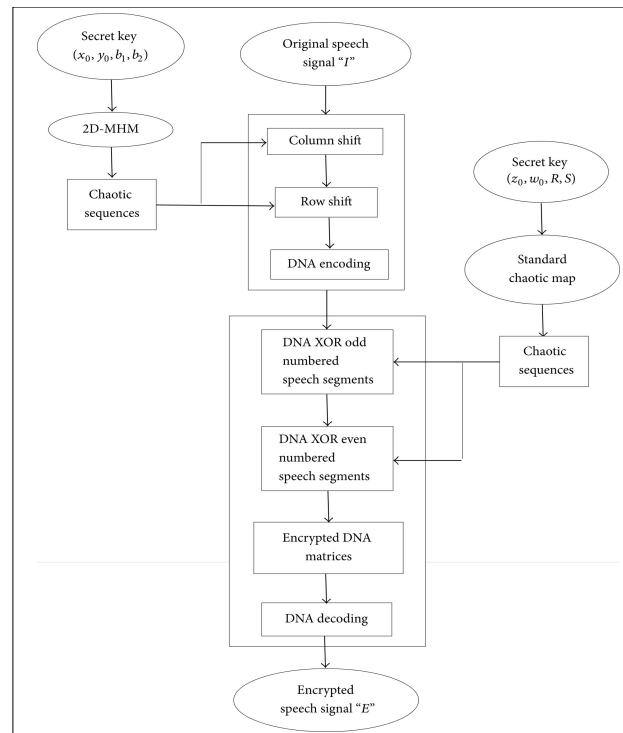 Secret key
(x₀, y₀, b₁, b₂)
2D-MHM
Chaotic
sequences
Original speech
signal “I”
Column shift
Row shift
DNA encoding
Secret key
(z₀, w₀, R, S)
Standard
chaotic map
Chaotic
sequences
DNA XOR odd
numbered
speech segments
DNA XOR even
numbered
speech segments
Encrypted DNA
matrices
DNA decoding
Encrypted
speech signal “E”